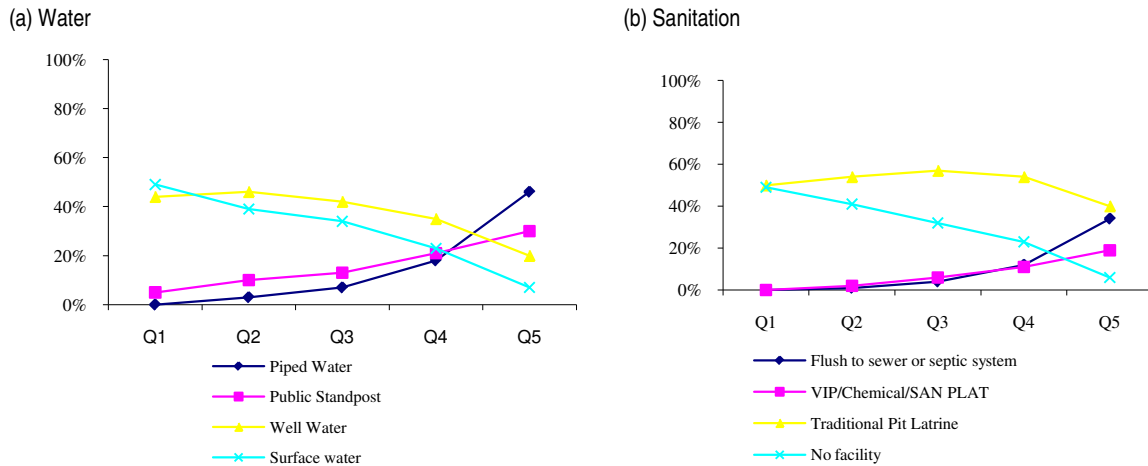 (a) Water
100%
80%
60%
40%
20%
0%
Q1 Q2 Q3 Q4 Q5
Piped Water
Public Standpost
Well Water
Surface water
(b) Sanitation
100%
80%
60%
40%
20%
0%
Q1 Q2 Q3 Q4 Q5
Flush to sewer or septic system
VIP/Chemical/SAN PLAT
Traditional Pit Latrine
No facility